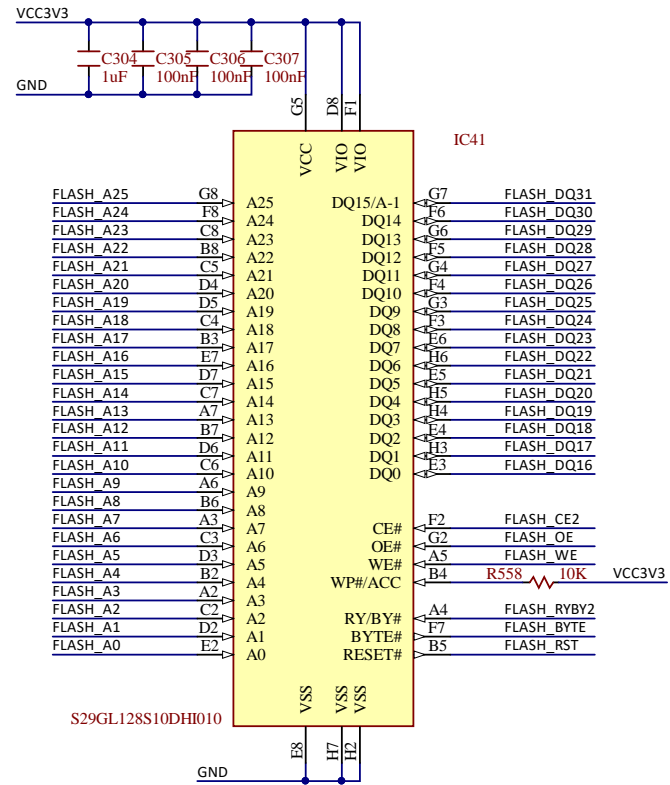 VCC3V3
C304 C305 C306 C307
1uF 100nF 100nF 100nF
GND
G5 D8 F1
IC41
VCC VIO VIO
FLASH_A25 G8 A25 DQ15/A-1 G7 FLASH_DQ31
FLASH_A24 F8 A24 DQ14 F6 FLASH_DQ30
FLASH_A23 C8 A23 DQ13 G6 FLASH_DQ29
FLASH_A22 B8 A22 DQ12 F5 FLASH_DQ28
FLASH_A21 C5 A21 DQ11 G4 FLASH_DQ27
FLASH_A20 D4 A20 DQ10 F4 FLASH_DQ26
FLASH_A19 D5 A19 DQ9 G3 FLASH_DQ25
FLASH_A18 C4 A18 DQ8 F3 FLASH_DQ24
FLASH_A17 B3 A17 DQ7 E6 FLASH_DQ23
FLASH_A16 E7 A16 DQ6 H6 FLASH_DQ22
FLASH_A15 D7 A15 DQ5 E5 FLASH_DQ21
FLASH_A14 C7 A14 DQ4 H5 FLASH_DQ20
FLASH_A13 A7 A13 DQ3 H4 FLASH_DQ19
FLASH_A12 B7 A12 DQ2 E4 FLASH_DQ18
FLASH_A11 D6 A11 DQ1 H3 FLASH_DQ17
FLASH_A10 C6 A10 DQ0 E3 FLASH_DQ16
FLASH_A9 A6 A9
FLASH_A8 B6 A8
FLASH_A7 A3 A7 CE# F2 FLASH_CE2
FLASH_A6 C3 A6 OE# G2 FLASH_OE
FLASH_A5 D3 A5 WE# A5 FLASH_WE
FLASH_A4 B2 A4 WP#/ACC B4 R558 10K VCC3V3
FLASH_A3 A2 A3
FLASH_A2 C2 A2 RY/BY# A4 FLASH_RYBY2
FLASH_A1 D2 A1 BYTE# F7 FLASH_BYTE
FLASH_A0 E2 A0 RESET# B5 FLASH_RST
VSS VSS VSS
S29GL128S10DHI010
E8 H7 H2
GND